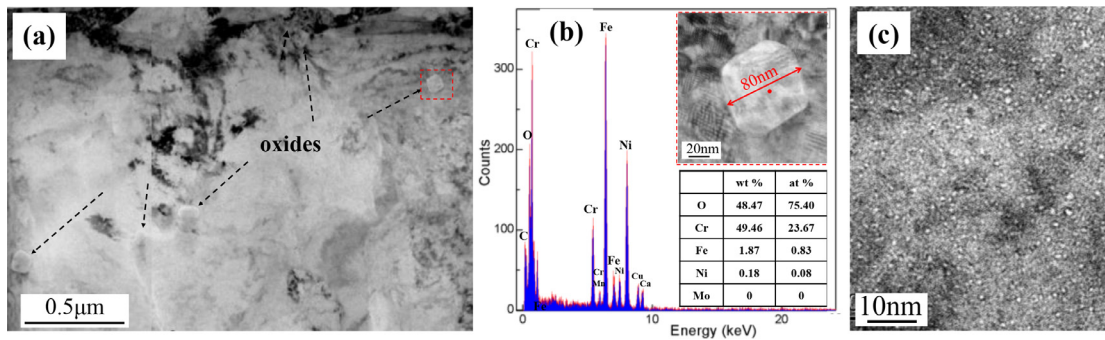 (a)
oxides
0.5μm
(b)
Counts
300
200
100
0
0
10
20
Energy (keV)
Cr
O
C
Fe
Ni
Cr
Cr
Mn
Fe
Ni
Cu
Ca
80nm
20nm
wt % at %
O 48.47 75.40
Cr 49.46 23.67
Fe 1.87 0.83
Ni 0.18 0.08
Mo 0 0
(c)
10nm